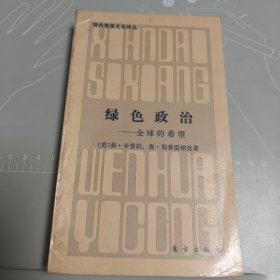 现代思想文化译丛
XIANDAI
SIXIANG
绿色政治
——全球的希望
〔美〕弗·卡普拉、查·斯普雷纳克著
WENHUA
YICONG
东方出版社